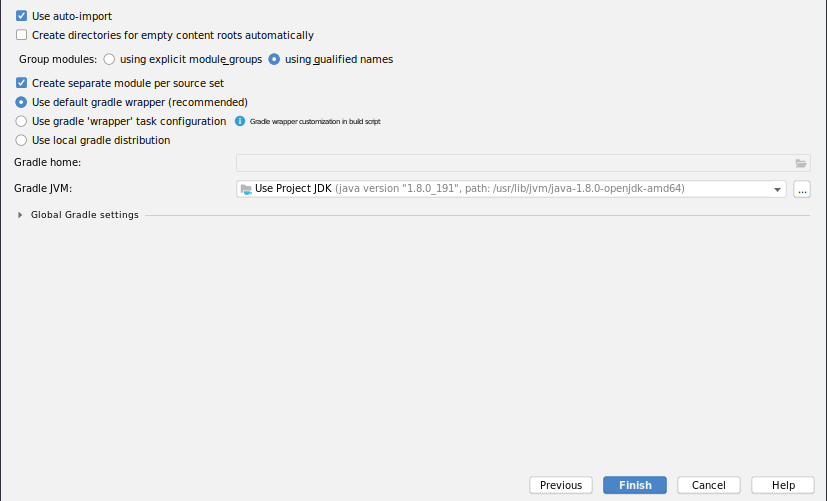 Use auto-import
Create directories for empty content roots automatically
Group modules: using explicit module groups using qualified names
Create separate module per source set
Use default gradle wrapper (recommended)
Use gradle 'wrapper' task configuration Gradle wrapper customization in build script
Use local gradle distribution
Gradle home:
Gradle JVM: Use Project JDK (java version "1.8.0_191", path: /usr/lib/jvm/java-1.8.0-openjdk-amd64) ...
Global Gradle settings
Previous Finish Cancel Help